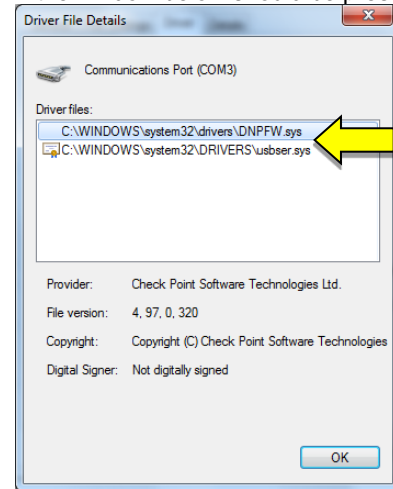 Driver File Details
Communications Port (COM3)
Driver files:
C:\WINDOWS\system32\drivers\DNPFW.sys
C:\WINDOWS\system32\DRIVERS\usbser.sys
Provider: Check Point Software Technologies Ltd.
File version: 4, 97, 0, 320
Copyright: Copyright (C) Check Point Software Technologies
Digital Signer: Not digitally signed
OK